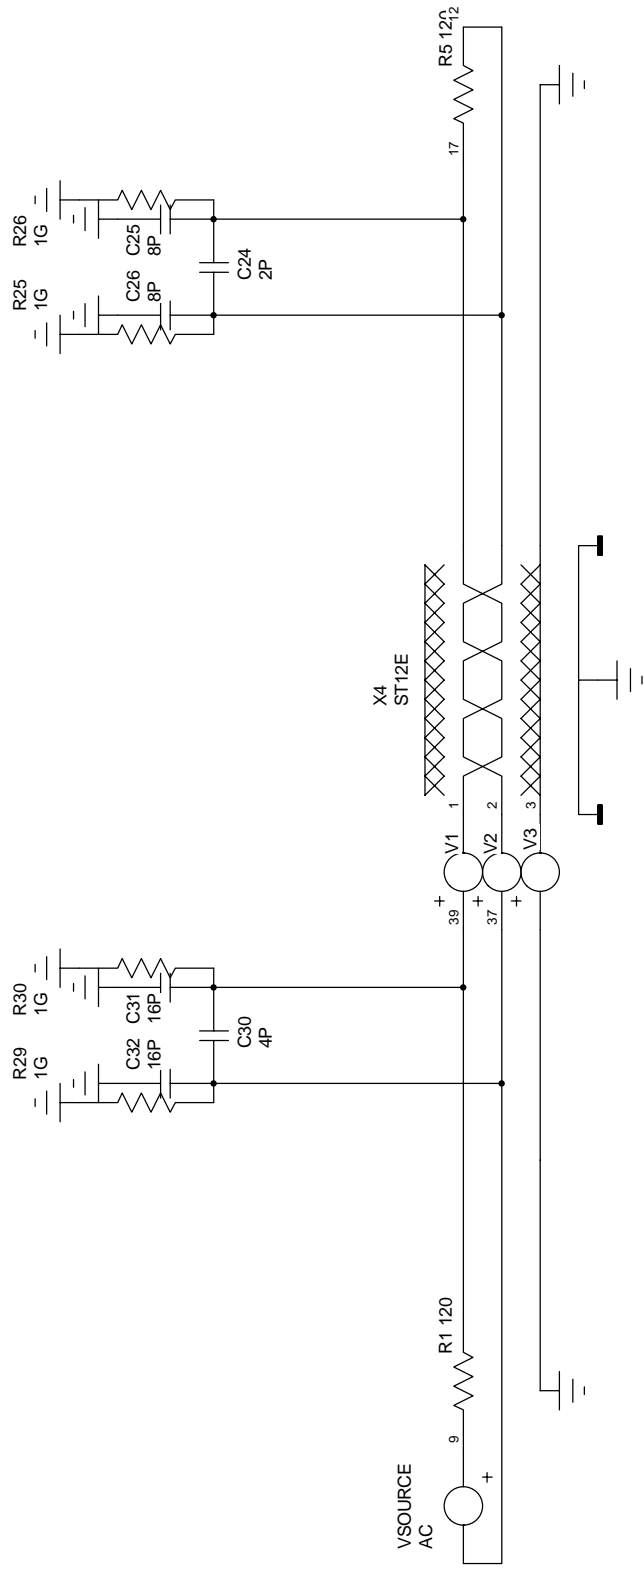 R29
1G
R30
1G
R25
1G
R26
1G
C32
16P
C31
16P
C26
8P
C25
8P
C30
4P
C24
2P
X4
ST12E
VSOURCE
AC
R1 120
R5 120
9
+
39
V1
1
17
12
+
+
37
V2
2
+
V3
3